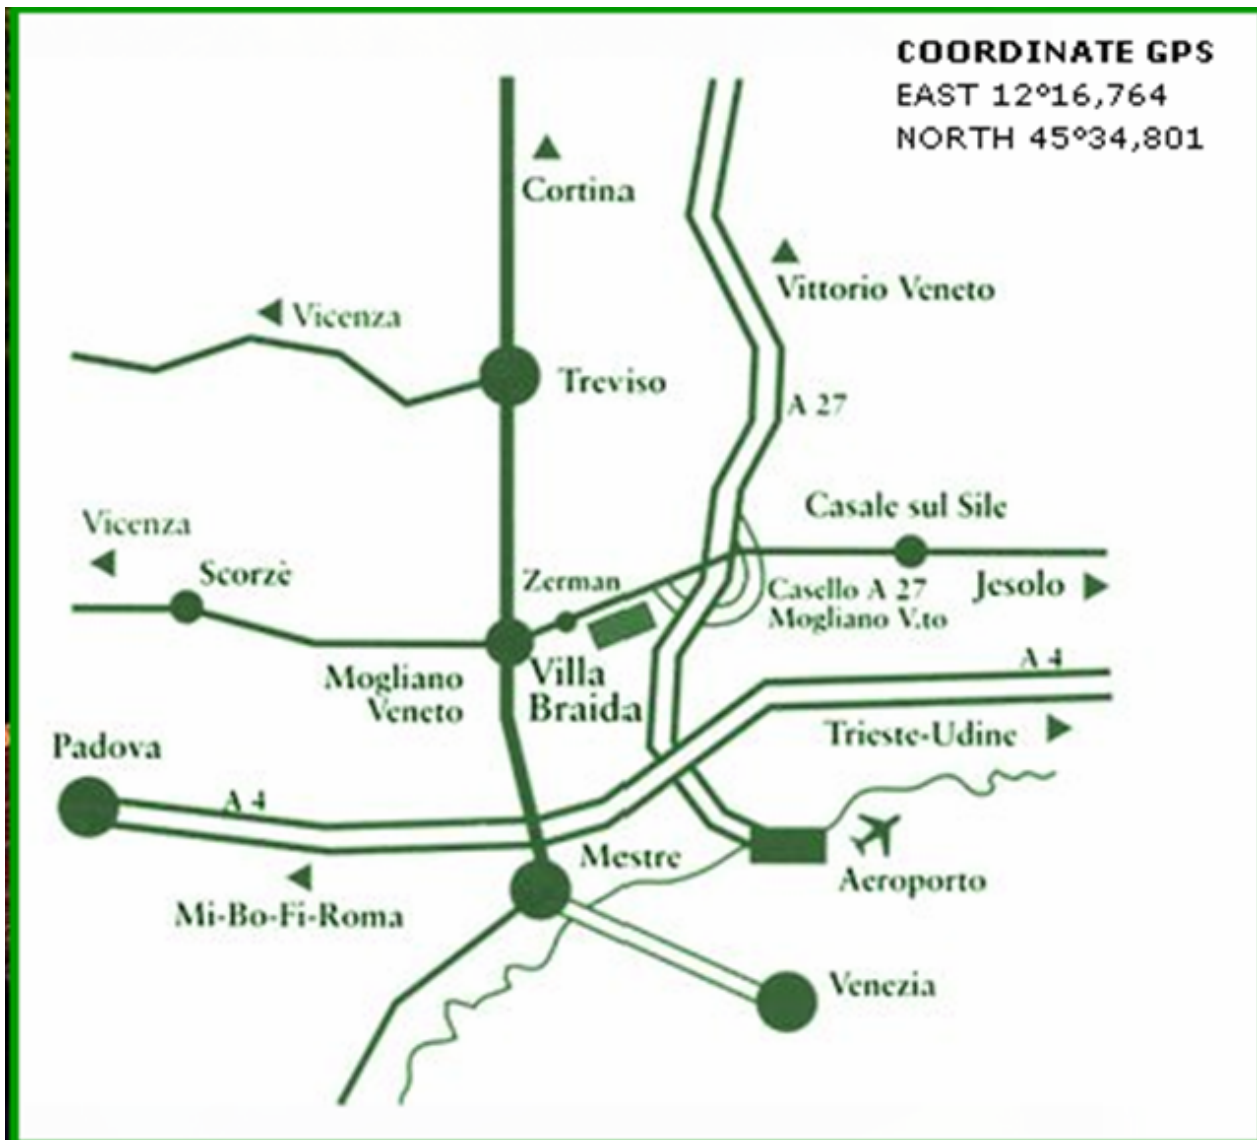 COORDINATE GPS
EAST 12°16,764
NORTH 45°34,801
Cortina
Vittorio Veneto
Vicenza
Treviso
A 27
Casale sul Sile
Vicenza
Scorzè
Zerman
Casello A 27
Mogliano V.to
Jesolo
Mogliano
Veneto
Villa
Braida
A 4
Trieste-Udine
Padova
A 4
Mestre
Aeroporto
Mi-Bo-Fi-Roma
Venezia